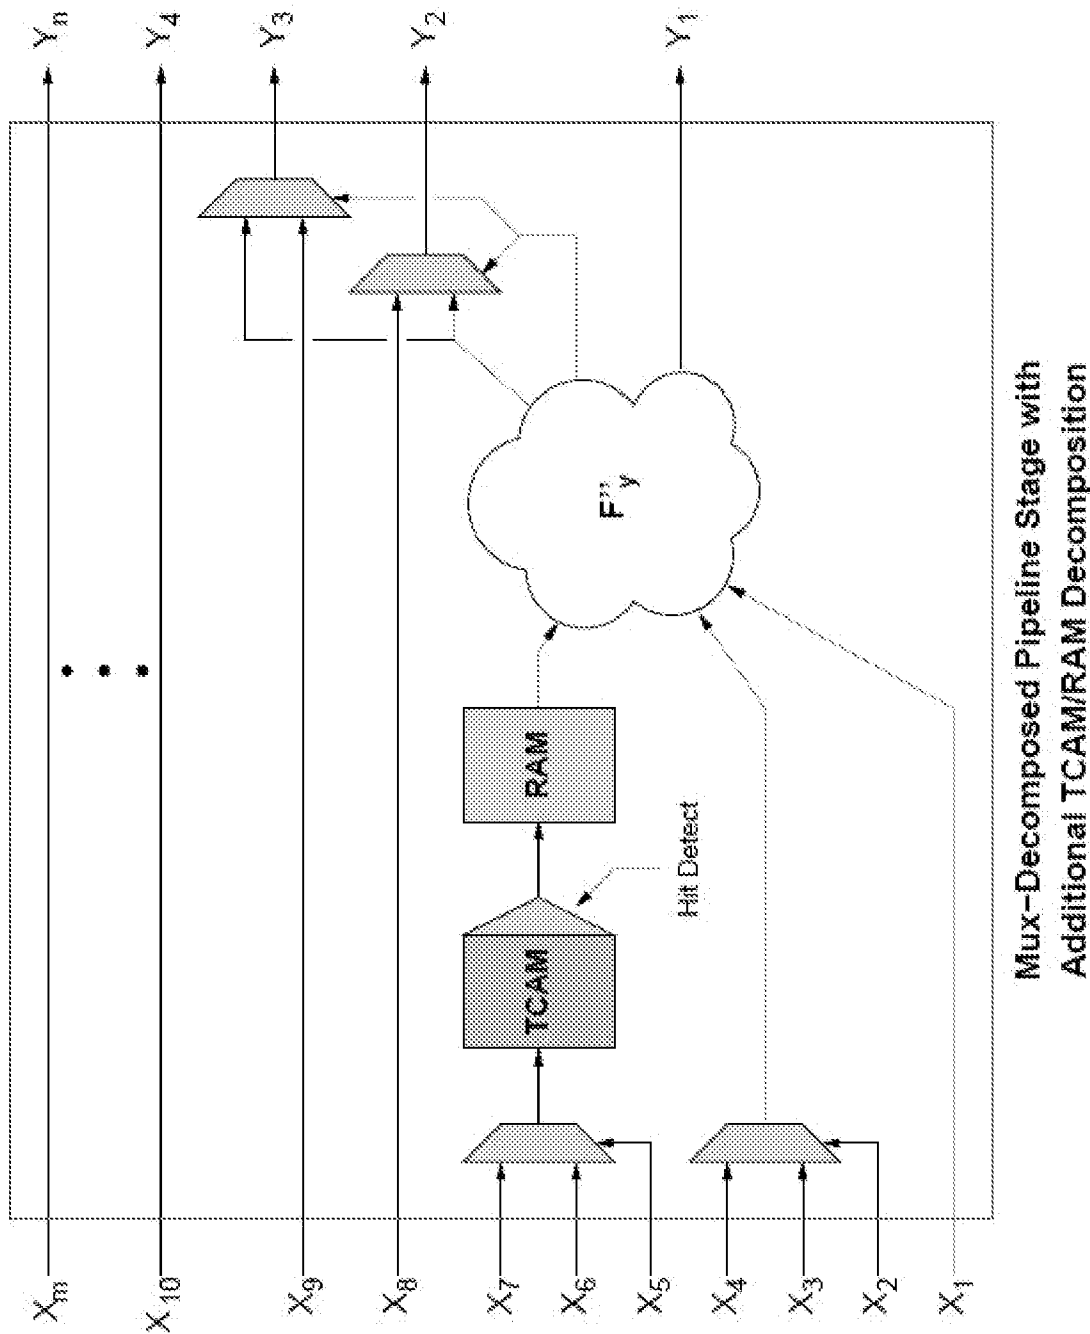 Xm
Yn
X10
Y4
X9
Y3
X8
Y2
X7
X6
X5
TCAM
RAM
Hit Detect
F"y
X4
X3
X2
X1
Y1
Mux-Decomposed Pipeline Stage with
Additional TCAM/RAM Decomposition